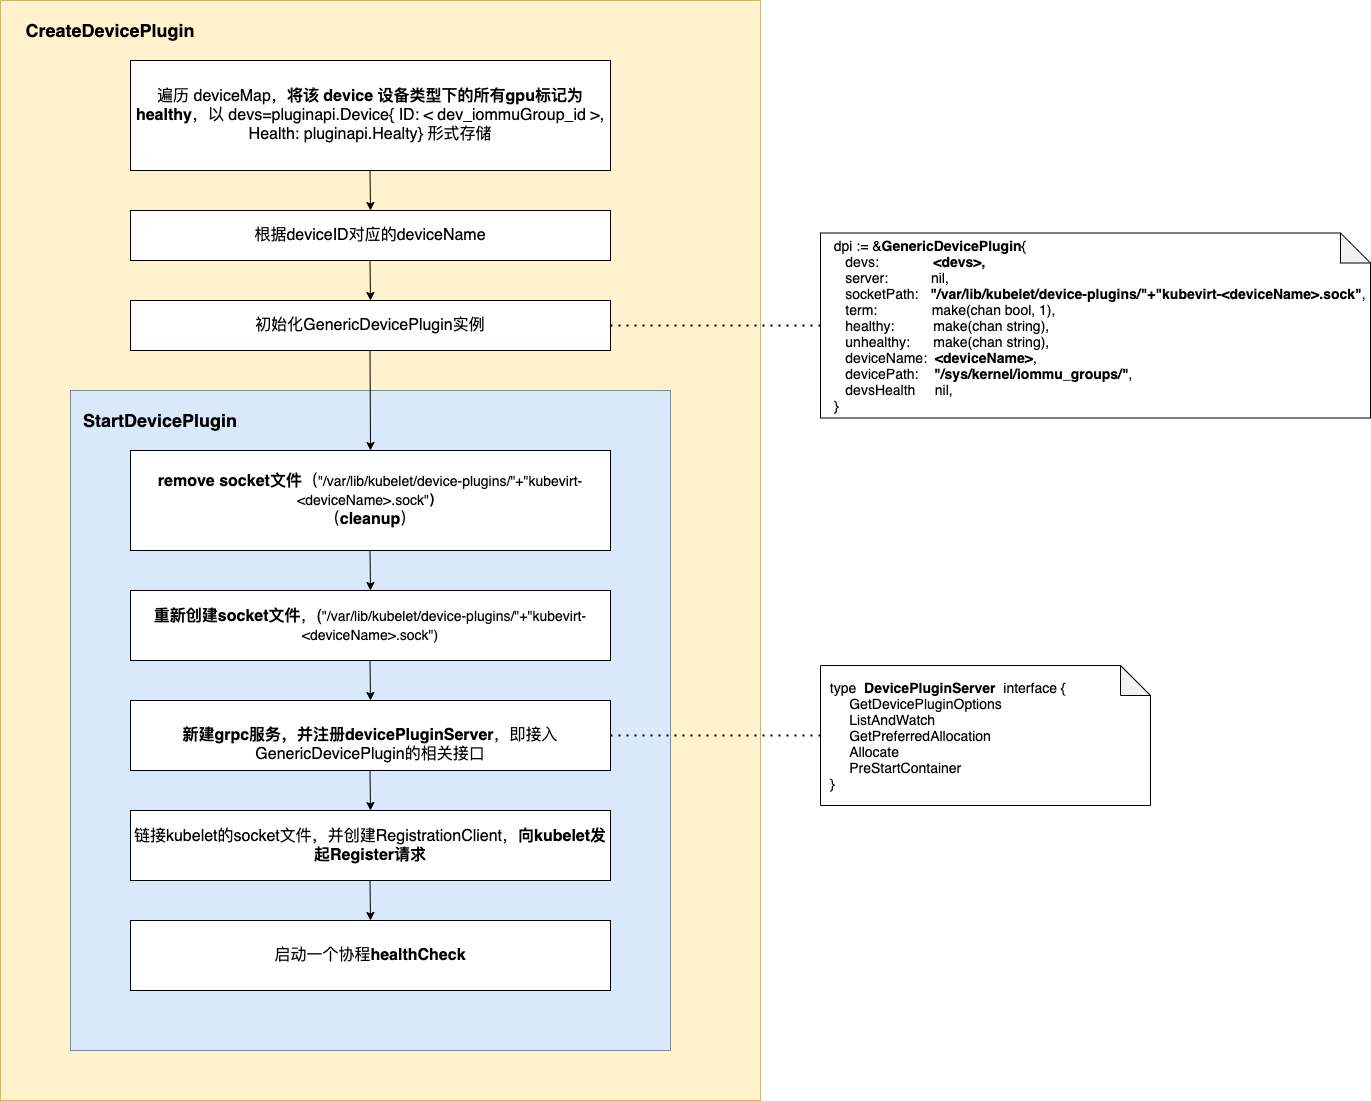 CreateDevicePlugin
遍历 deviceMap，将该 device 设备类型下的所有gpu标记为
healthy，以 devs=pluginapi.Device{ ID: < dev_iommuGroup_id >,
Health: pluginapi.Healty} 形式存储
根据deviceID对应的deviceName
初始化GenericDevicePlugin实例
dpi := &GenericDevicePlugin{
devs: <devs>,
server: nil,
socketPath: "/var/lib/kubelet/device-plugins/"+"kubevirt-<deviceName>.sock",
term: make(chan bool, 1),
healthy: make(chan string),
unhealthy: make(chan string),
deviceName: <deviceName>,
devicePath: "/sys/kernel/iommu_groups/",
devsHealth nil,
}
StartDevicePlugin
remove socket文件（"/var/lib/kubelet/device-plugins/"+"kubevirt-
<deviceName>.sock"）
（cleanup）
重新创建socket文件，("/var/lib/kubelet/device-plugins/"+"kubevirt-
<deviceName>.sock")
新建grpc服务，并注册devicePluginServer，即接入
GenericDevicePlugin的相关接口
type DevicePluginServer interface {
GetDevicePluginOptions
ListAndWatch
GetPreferredAllocation
Allocate
PreStartContainer
}
链接kubelet的socket文件，并创建RegistrationClient，向kubelet发
起Register请求
启动一个协程healthCheck